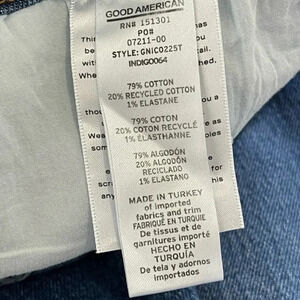 GOOD AMERICAN
RN# 151301
PO#
07211-00
STYLE: GNIC0225T
INDIGO064
79% COTTON
20% RECYCLED COTTON
1% ELASTANE
79% COTON
20% COTON RECYCLÉ
1% ÉLASTHANNE
79% ALGODÓN
20% ALGODÓN
RECICLADO
1% ELASTANO
MADE IN TURKEY
of imported
fabrics and trim
FABRIQUÉ EN TURQUIE
De tissus et de
garnitures importé
HECHO EN
TURQUÍA
De tela y adornos
importados